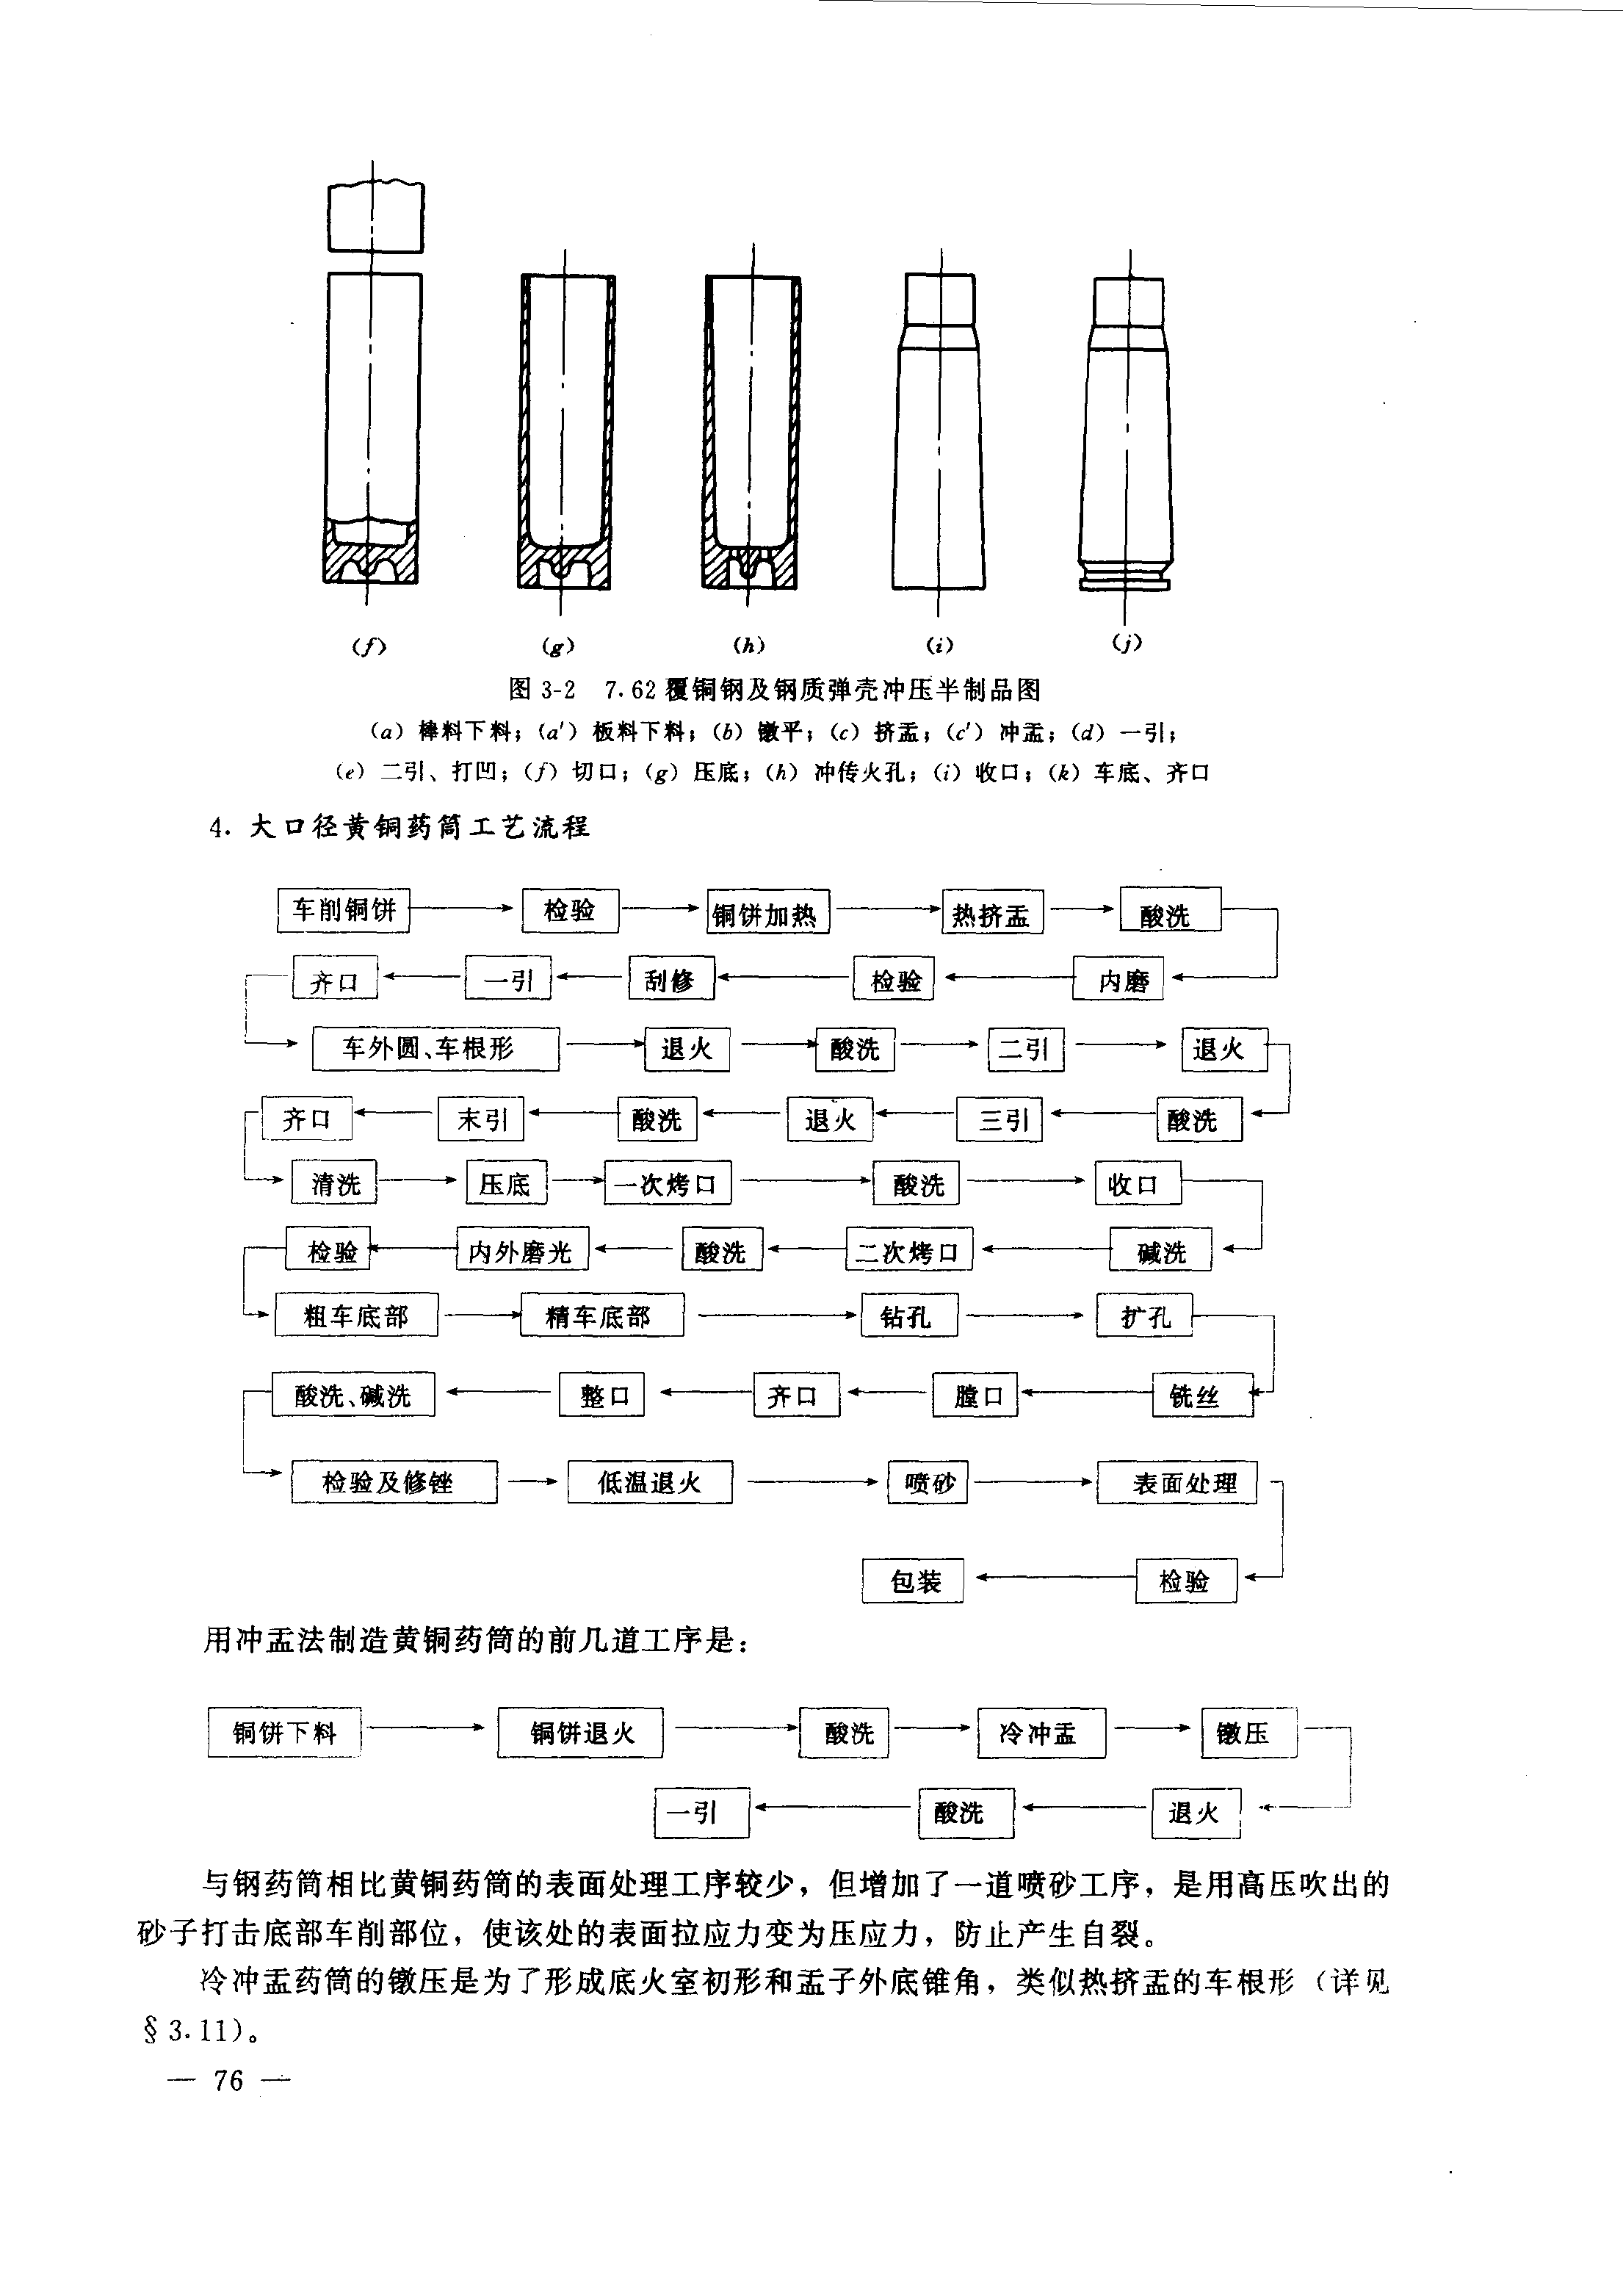 (f) (g) (h) (i) (j)
图 3-2 7.62覆铜钢及钢质弹壳冲压半制品图
(a) 棒料下料；(a′) 板料下料；(b) 镦平；(c) 挤盂；(c′) 冲盂；(d) 一引；
(e) 二引、打凹；(f) 切口；(g) 压底；(h) 冲传火孔；(i) 收口；(k) 车底、齐口
4. 大口径黄铜药筒工艺流程
车削铜饼 检验 铜饼加热 热挤盂 酸洗
齐口 一引 刮修 检验 内磨
车外圆、车根形 退火 酸洗 二引 退火
齐口 末引 酸洗 退火 三引 酸洗
清洗 压底 一次烤口 酸洗 收口
检验 内外磨光 酸洗 二次烤口 碱洗
粗车底部 精车底部 钻孔 扩孔
酸洗、碱洗 整口 齐口 膛口 铣丝
检验及修锉 低温退火 喷砂 表面处理
包装 检验
用冲盂法制造黄铜药筒的前几道工序是：
铜饼下料 铜饼退火 酸洗 冷冲盂 镦压
一引 酸洗 退火
与钢药筒相比黄铜药筒的表面处理工序较少，但增加了一道喷砂工序，是用高压吹出的
砂子打击底部车削部位，使该处的表面拉应力变为压应力，防止产生自裂。
冷冲盂药筒的镦压是为了形成底火室初形和盂子外底锥角，类似热挤盂的车根形（详见
§3.11)。
— 76 —